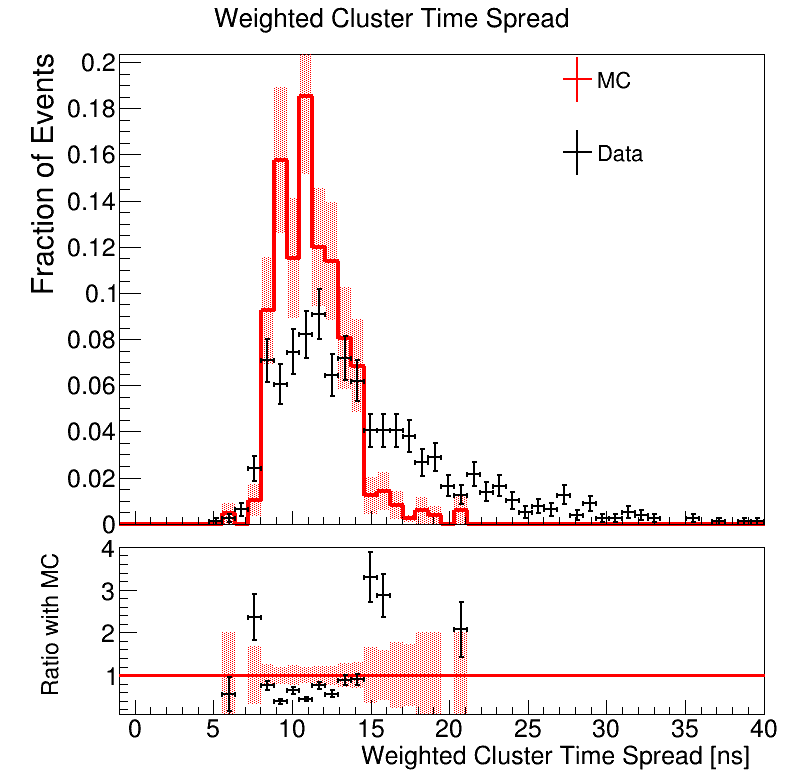 Weighted Cluster Time Spread
Fraction of Events
0.2
0.18
0.16
0.14
0.12
0.1
0.08
0.06
0.04
0.02
0
MC
Data
Ratio with MC
4
3
2
1
0 5 10 15 20 25 30 35 40
Weighted Cluster Time Spread [ns]